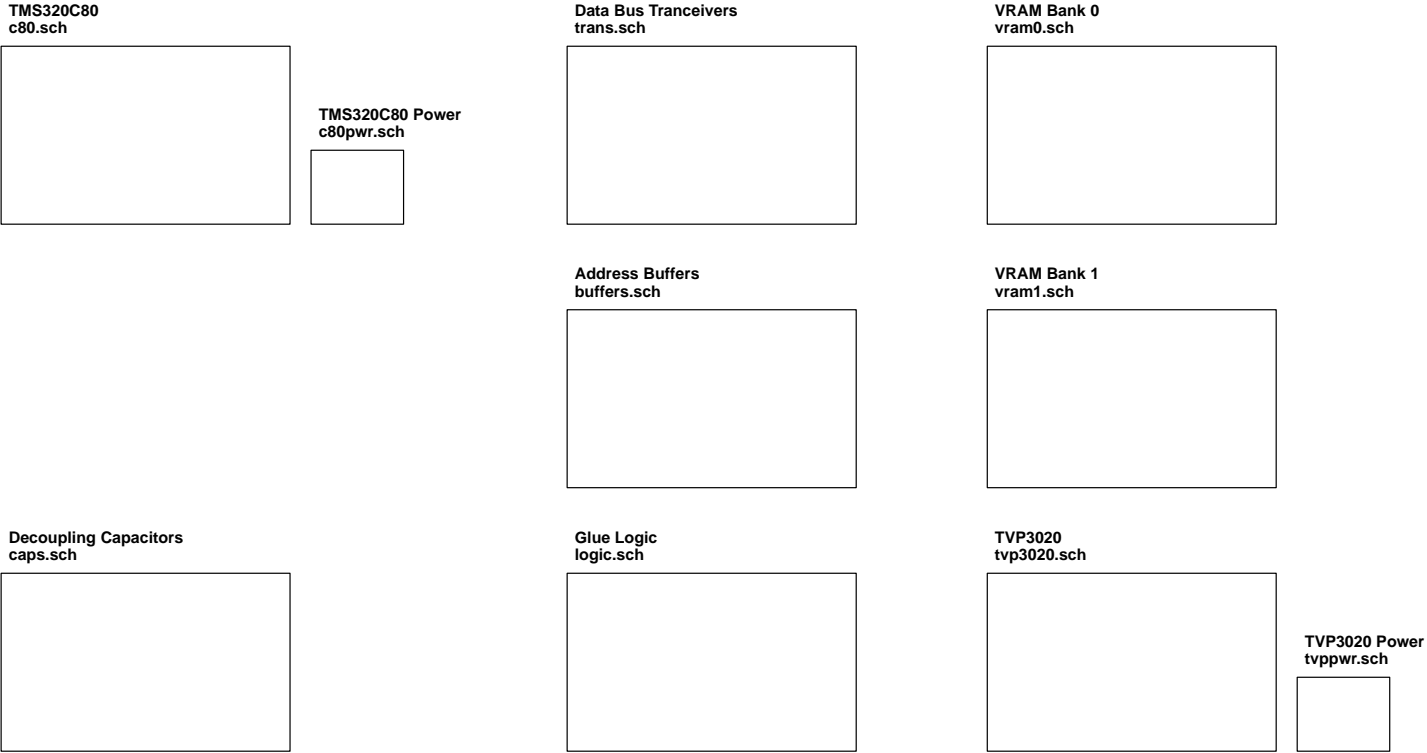 TMS320C80
c80.sch
Data Bus Tranceivers
trans.sch
VRAM Bank 0
vram0.sch
TMS320C80 Power
c80pwr.sch
Address Buffers
buffers.sch
VRAM Bank 1
vram1.sch
Decoupling Capacitors
caps.sch
Glue Logic
logic.sch
TVP3020
tvp3020.sch
TVP3020 Power
tvppwr.sch